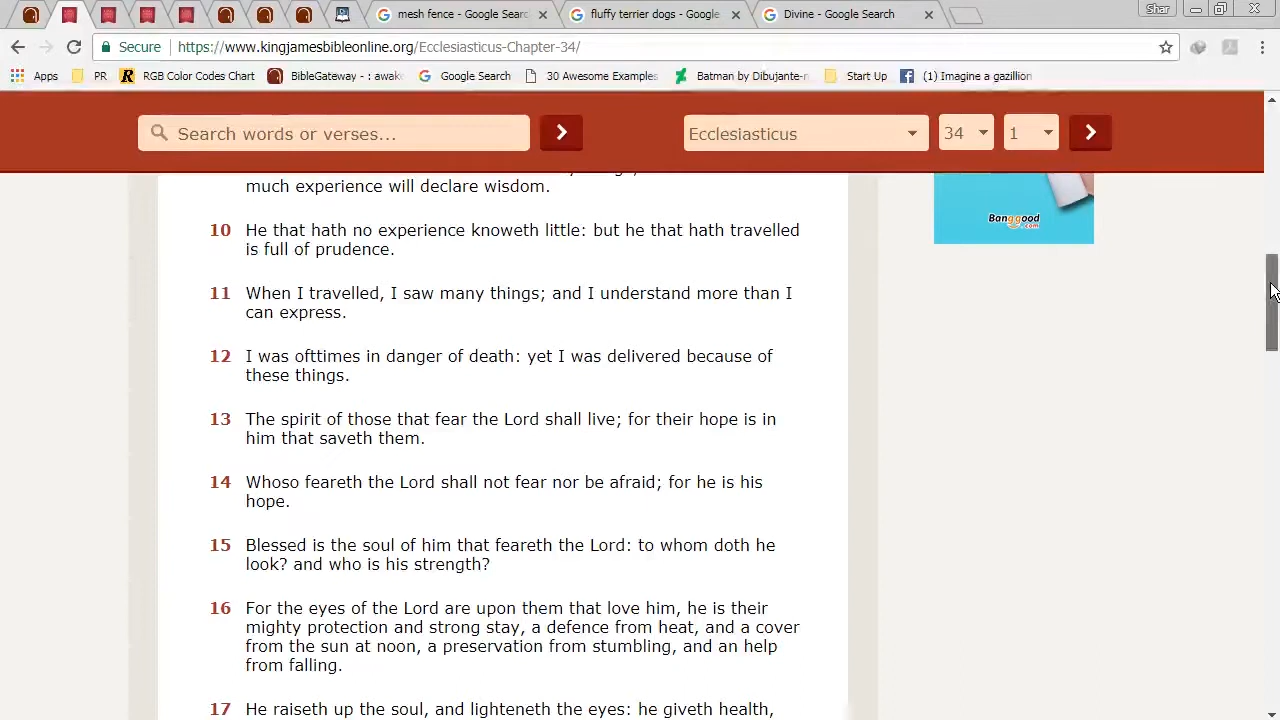 Shar
mesh fence - Google Searc
fluffy terrier dogs - Google
Divine - Google Search
Secure
https://www.kingjamesbibleonline.org/Ecclesiasticus-Chapter-34/
Apps
PR
R
RGB Color Codes Chart
BibleGateway - : awak
Google Search
30 Awesome Examples
Batman by Dibujante-n
Start Up
(1) Imagine a gazillion
Search words or verses...
Ecclesiasticus
34
1
much experience will declare wisdom.
10 He that hath no experience knoweth little: but he that hath travelled
is full of prudence.
11 When I travelled, I saw many things; and I understand more than I
can express.
12 I was ofttimes in danger of death: yet I was delivered because of
these things.
13 The spirit of those that fear the Lord shall live; for their hope is in
him that saveth them.
14 Whoso feareth the Lord shall not fear nor be afraid; for he is his
hope.
15 Blessed is the soul of him that feareth the Lord: to whom doth he
look? and who is his strength?
16 For the eyes of the Lord are upon them that love him, he is their
mighty protection and strong stay, a defence from heat, and a cover
from the sun at noon, a preservation from stumbling, and an help
from falling.
17 He raiseth up the soul, and lighteneth the eyes: he giveth health,
Banggood
.com